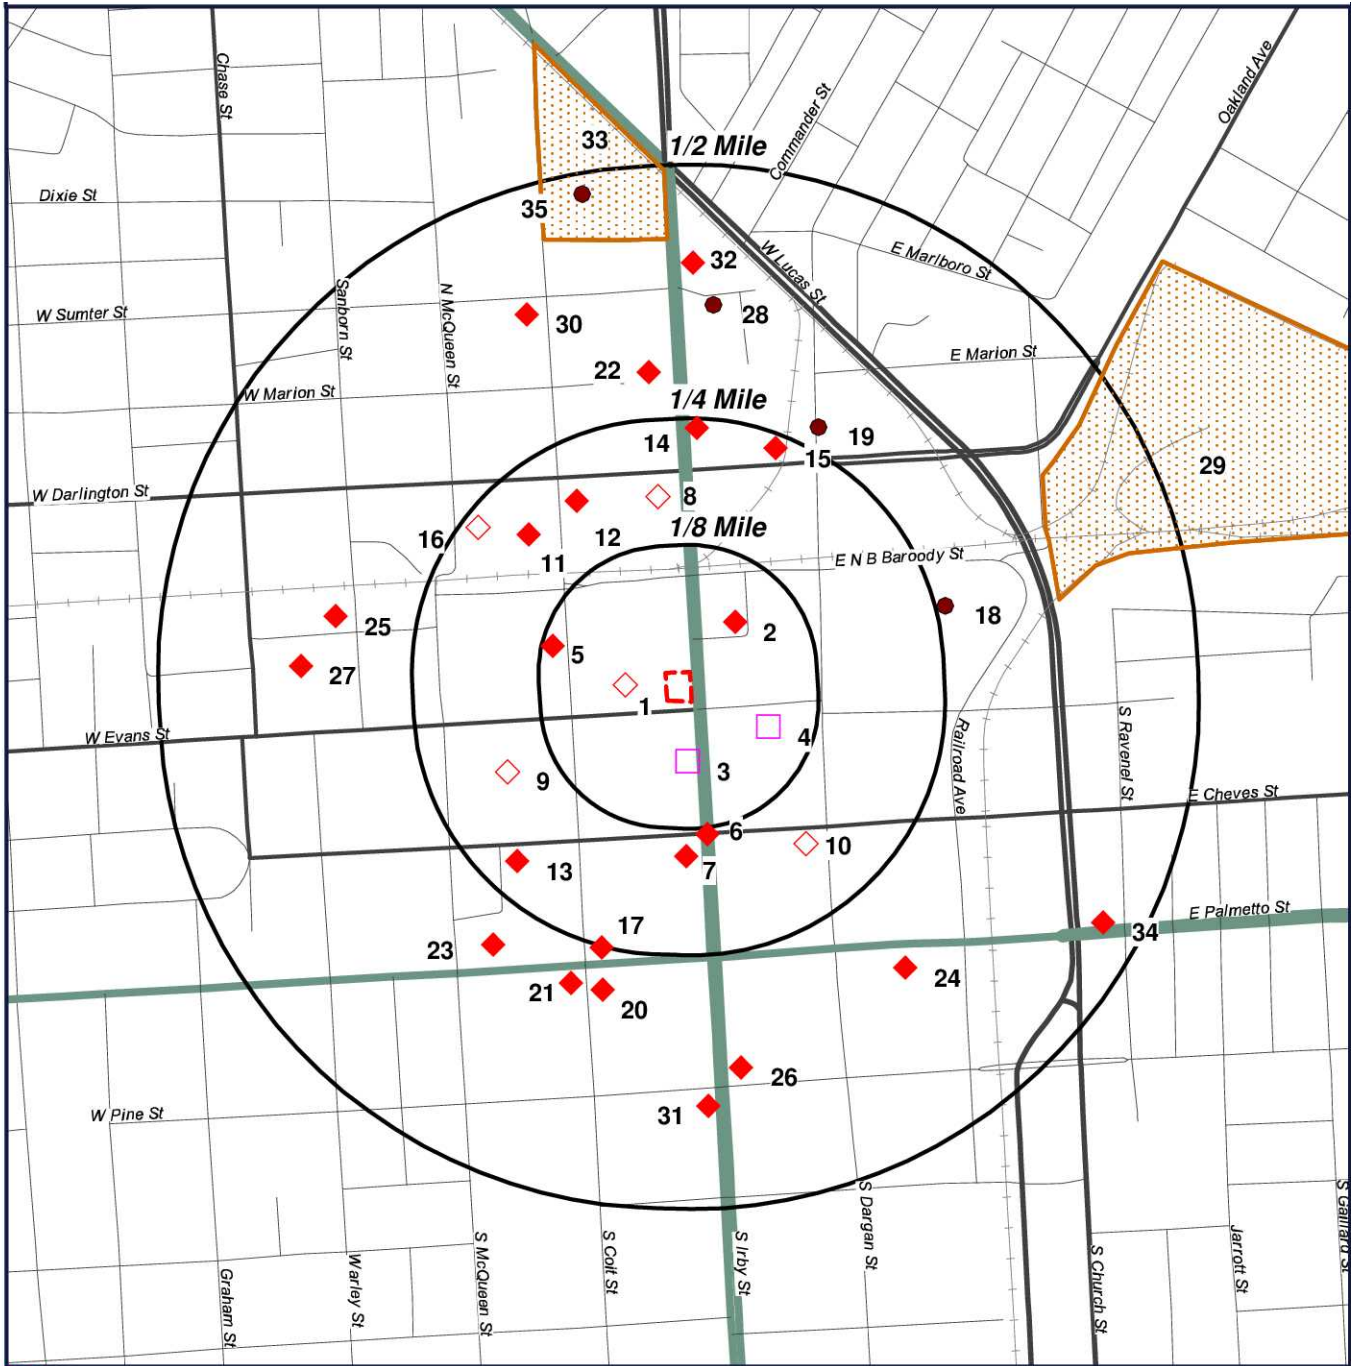 Chase St
Oakland Ave
Commander St
33
1/2 Mile
Dixie St
35
32
W Lucas St
E Marlboro St
Sanborn St
N McQueen St
W Sumter St
30
28
22
E Marion St
W Marion St
1/4 Mile
14
19
15
29
W Darlington St
8
16
12
1/8 Mile
11
E N B Baroody St
18
25
2
5
27
1
4
W Evans St
3
9
Railroad Ave
S Ravenel St
E Cheves St
6
10
7
13
17
E Palmetto St
34
23
24
21
20
26
31
W Pine St
S Dargan St
S Gaillard St
S McQueen St
S Coit St
S Irby St
Graham St
Warley St
S Church St
Jarrott St